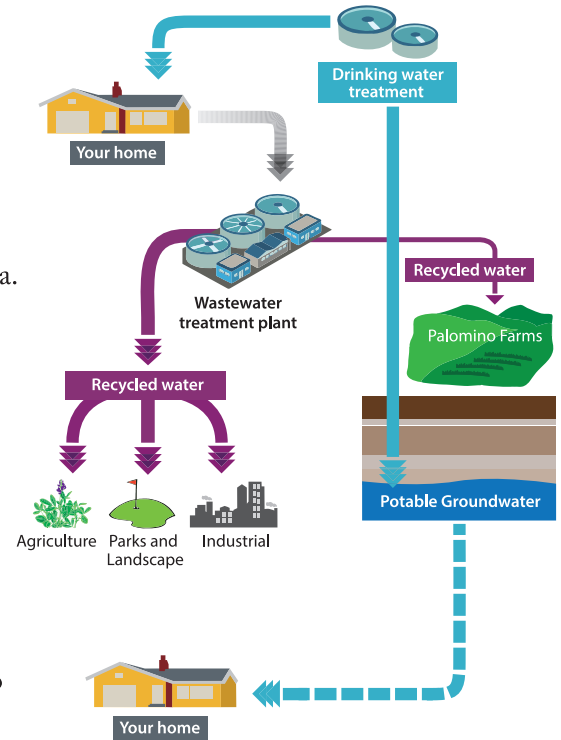 Drinking water
treatment
Your home
a.
Recycled water
Wastewater
treatment plant
Palomino Farms
Recycled water
Potable Groundwater
Agriculture
Parks and
Landscape
Industrial
Your home